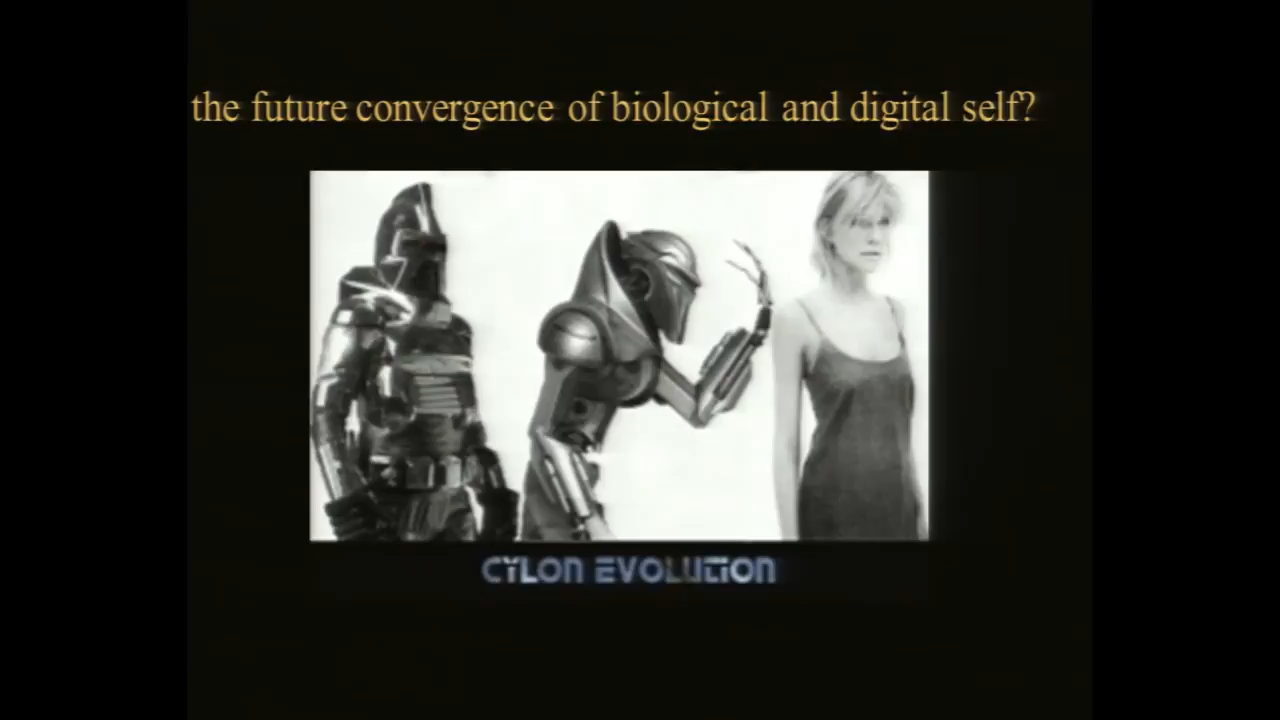 the future convergence of biological and digital self?
CYLON EVOLUTION